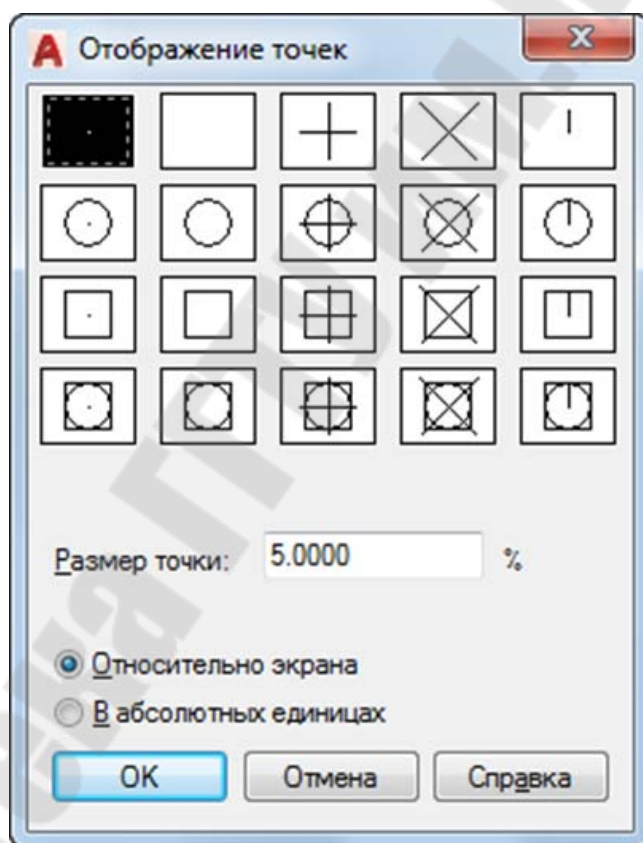 Отображение точек
Размер точки: 5.0000 %
Относительно экрана
В абсолютных единицах
OK Отмена Справка